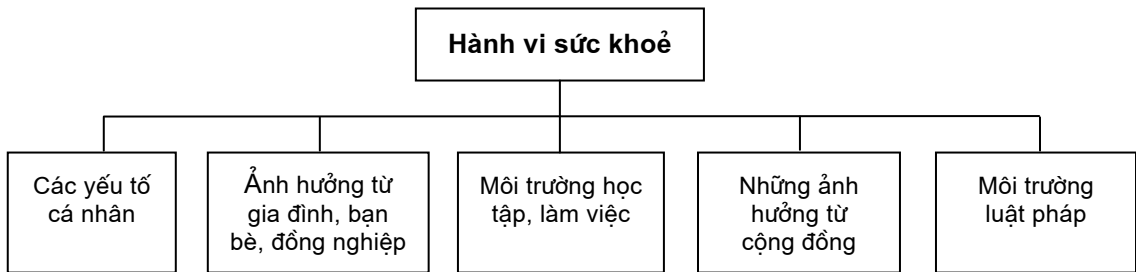 Hành vi sức khoẻ
Các yếu tố
cá nhân
Ảnh hưởng từ
gia đình, bạn
bè, đồng nghiệp
Môi trường học
tập, làm việc
Những ảnh
hưởng từ
cộng đồng
Môi trường
luật pháp